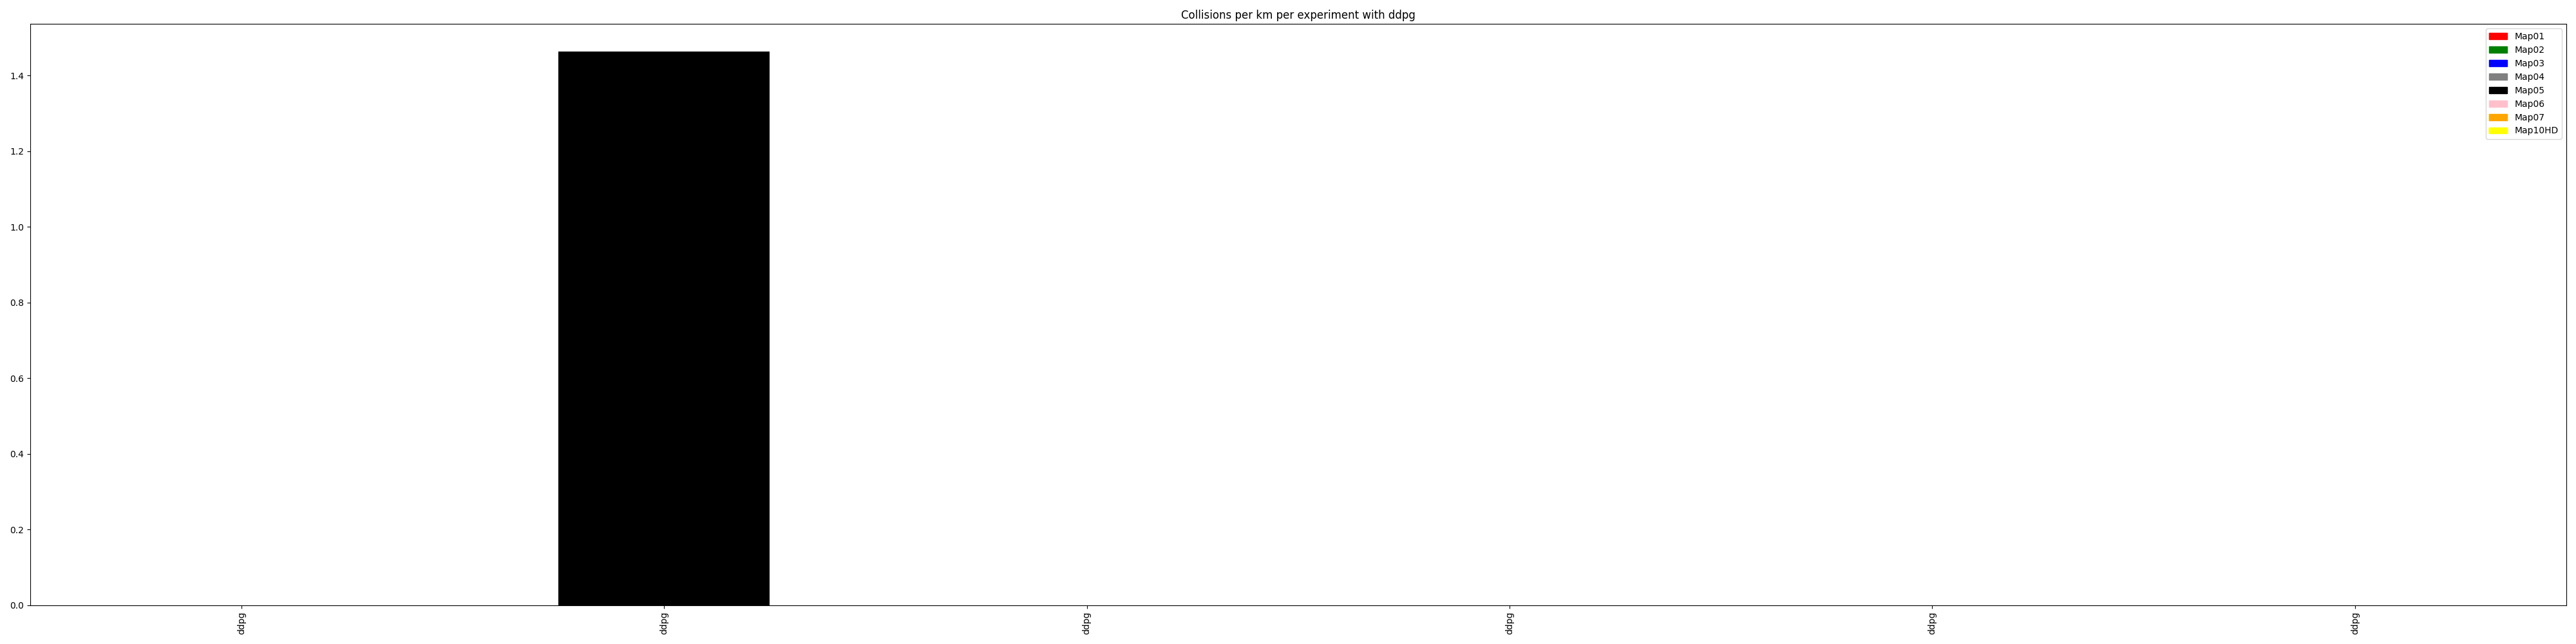 Collisions per km per experiment with ddpg
Map01
Map02
Map03
Map04
Map05
Map06
Map07
Map10HD
1.4
1.2
1.0
0.8
0.6
0.4
0.2
0.0
ddpg
ddpg
ddpg
ddpg
ddpg
ddpg